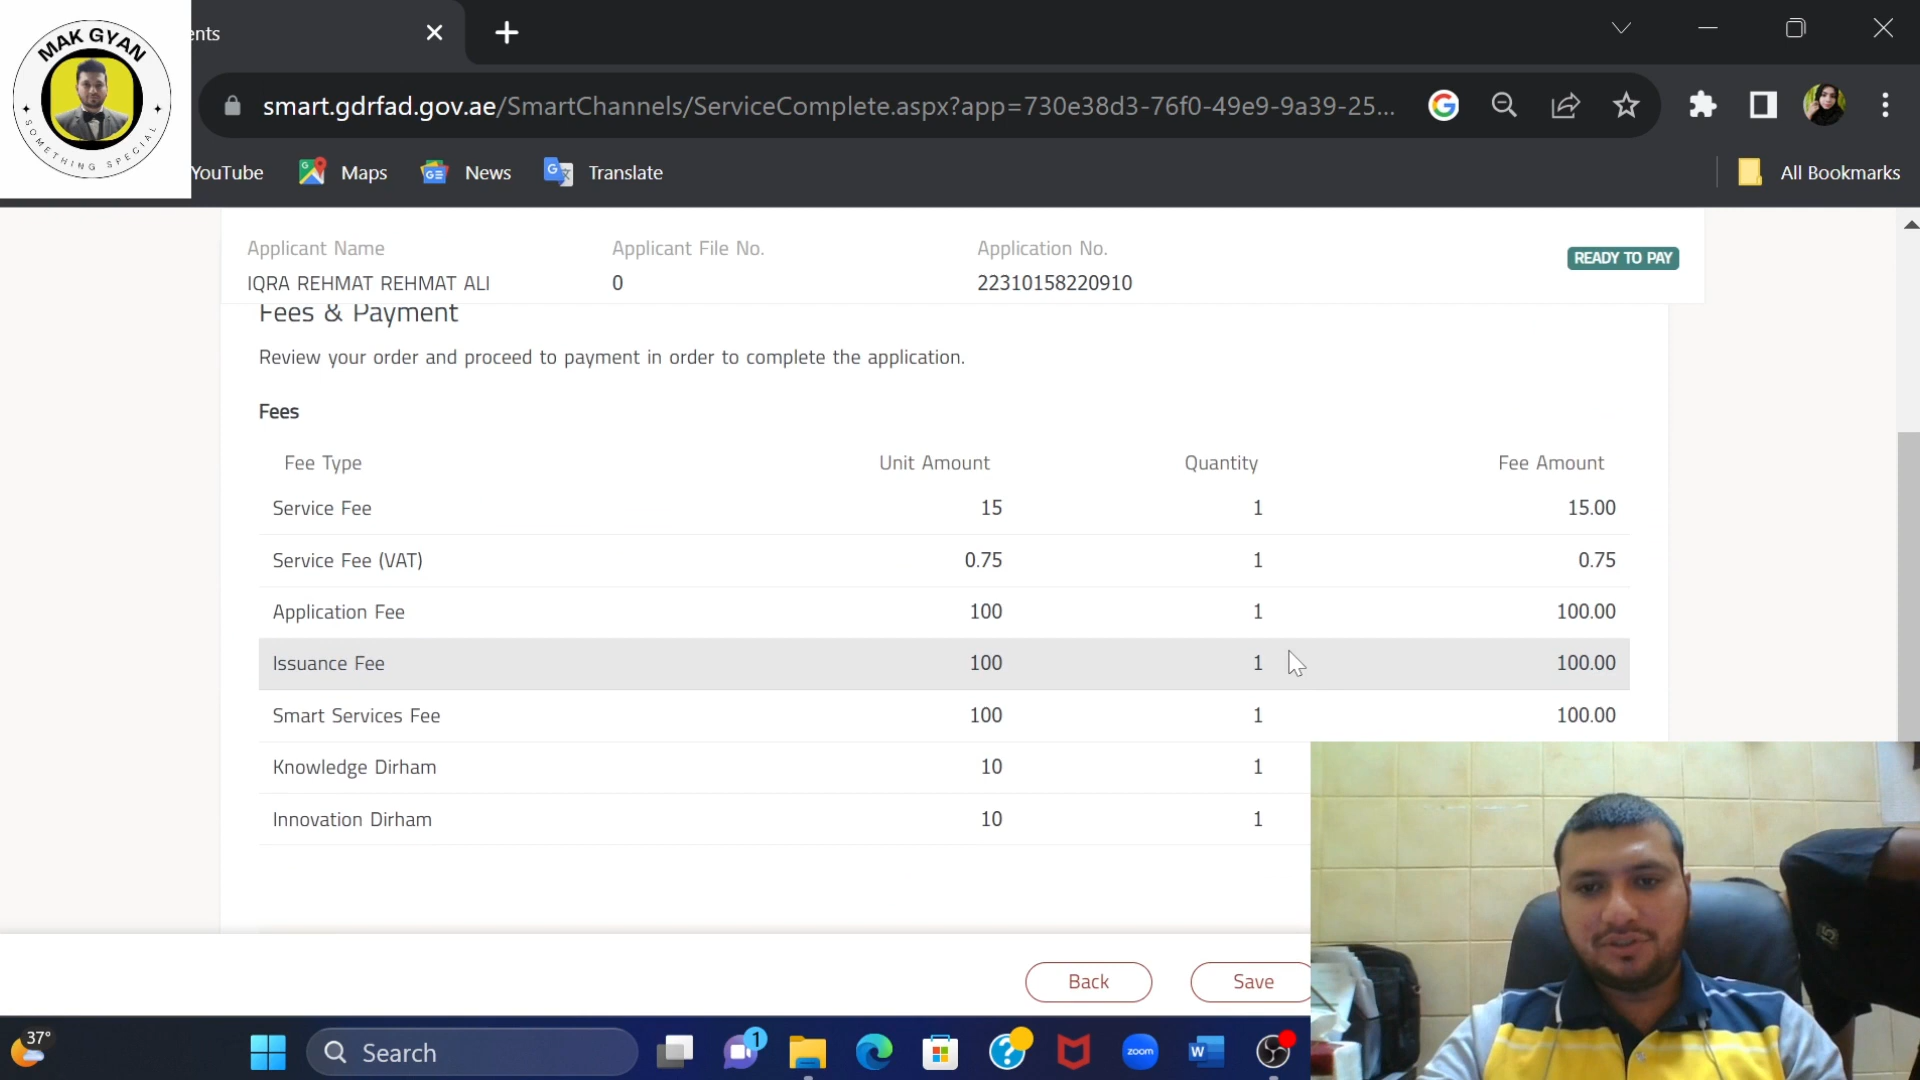 MAK GYAN
SOMETHING SPECIAL
ents
smart.gdrfad.gov.ae/SmartChannels/ServiceComplete.aspx?app=730e38d3-76f0-49e9-9a39-25...
YouTube Maps News Translate All Bookmarks
Applicant Name Applicant File No. Application No. READY TO PAY
IQRA REHMAT REHMAT ALI 0 22310158220910
Fees & Payment
Review your order and proceed to payment in order to complete the application.
Fees
Fee Type Unit Amount Quantity Fee Amount
Service Fee 15 1 15.00
Service Fee (VAT) 0.75 1 0.75
Application Fee 100 1 100.00
Issuance Fee 100 1 100.00
Smart Services Fee 100 1 100.00
Knowledge Dirham 10 1
Innovation Dirham 10 1
Back Save
37° Search 1 zoom W